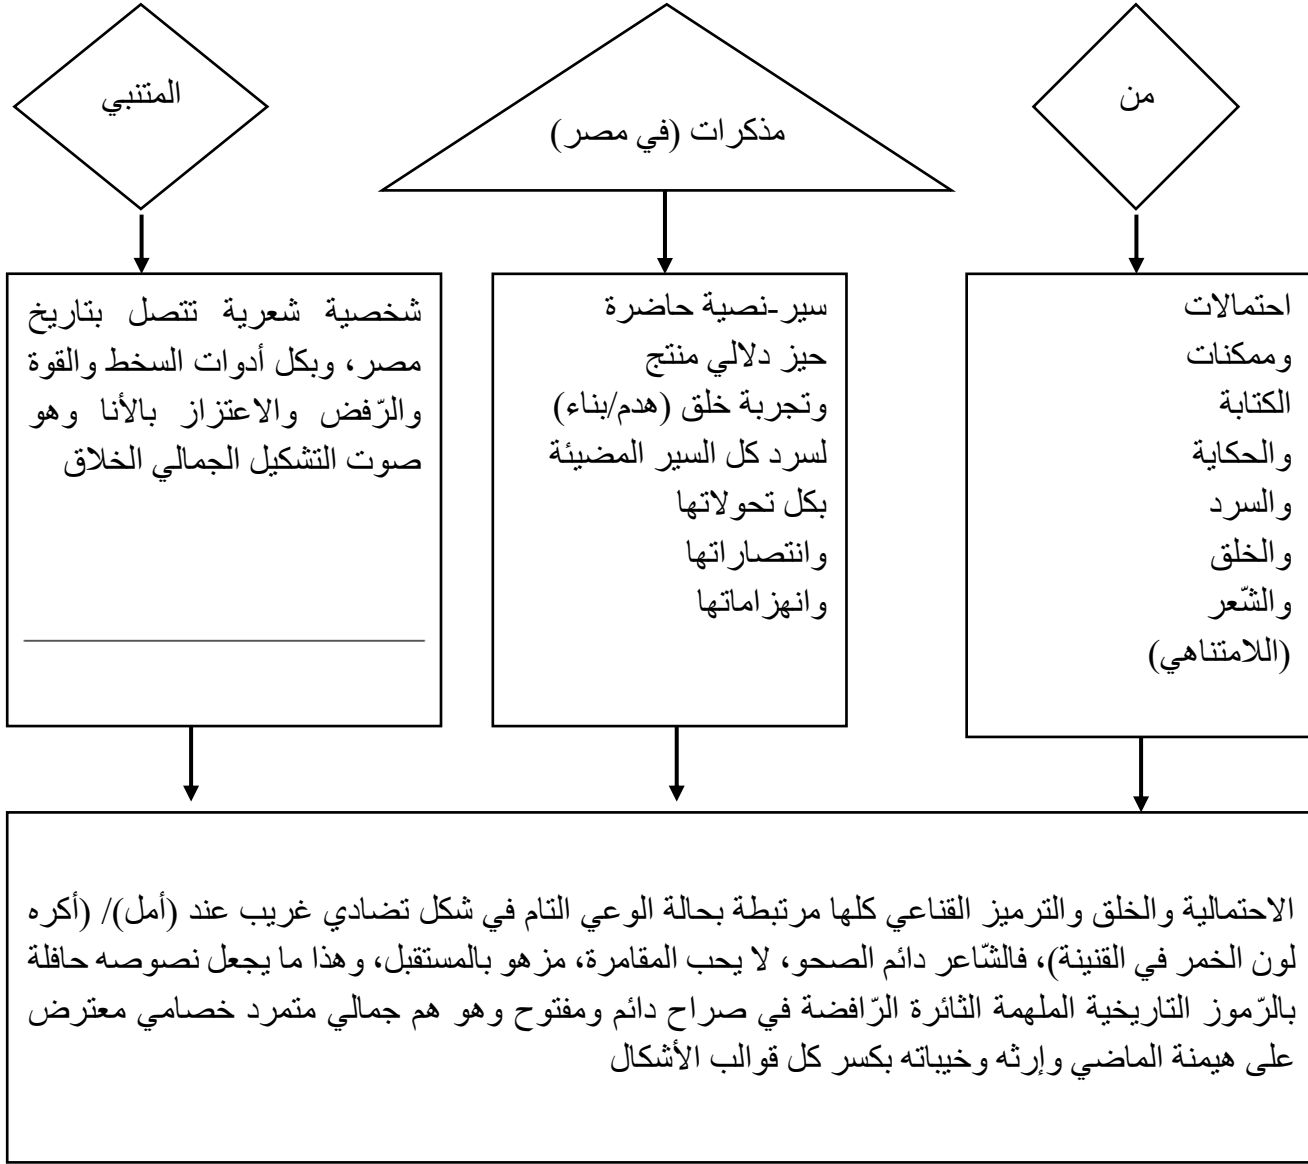 من
مذكرات (في مصر)
المتنبي
احتمالات
وممكنات
الكتابة
والحكاية
والسرد
والخلق
والشّعر
(اللامتناهي)
سير-نصية حاضرة
حيز دلالي منتج
وتجربة خلق (هدم/بناء)
لسرد كل السير المضيئة
بكل تحولاتها
وانتصاراتها
وانهزاماتها
شخصية شعرية تتصل بتاريخ
مصر، وبكل أدوات السخط والقوة
والرّفض والاعتزاز بالأنا وهو
صوت التشكيل الجمالي الخلاق
الاحتمالية والخلق والترميز القناعي كلها مرتبطة بحالة الوعي التام في شكل تضادي غريب عند (أمل)/ (أكره
لون الخمر في القنينة)، فالشّاعر دائم الصحو، لا يحب المقامرة، مزهو بالمستقبل، وهذا ما يجعل نصوصه حافلة
بالرّموز التاريخية الملهمة الثائرة الرّافضة في صراح دائم ومفتوح وهو هم جمالي متمرد خصامي معترض
على هيمنة الماضي وإرثه وخيباته بكسر كل قوالب الأشكال